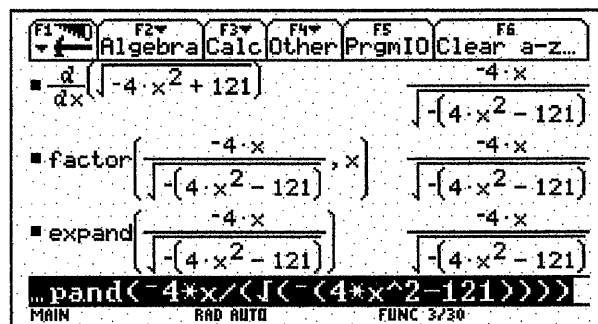 F1 F2 Algebra F3 Calc F4 Other F5 PrgmIO F6 Clear a-z…
▪ d/dx(√(-4·x² + 121)) -4·x/√(-(4·x² - 121))
▪ factor(-4·x/√(-(4·x² - 121)), x) -4·x/√(-(4·x² - 121))
▪ expand(-4·x/√(-(4·x² - 121))) -4·x/√(-(4·x² - 121))
…pand(-4*x/(√(-(4*x^2-121))))
MAIN RAD AUTO FUNC 3/30